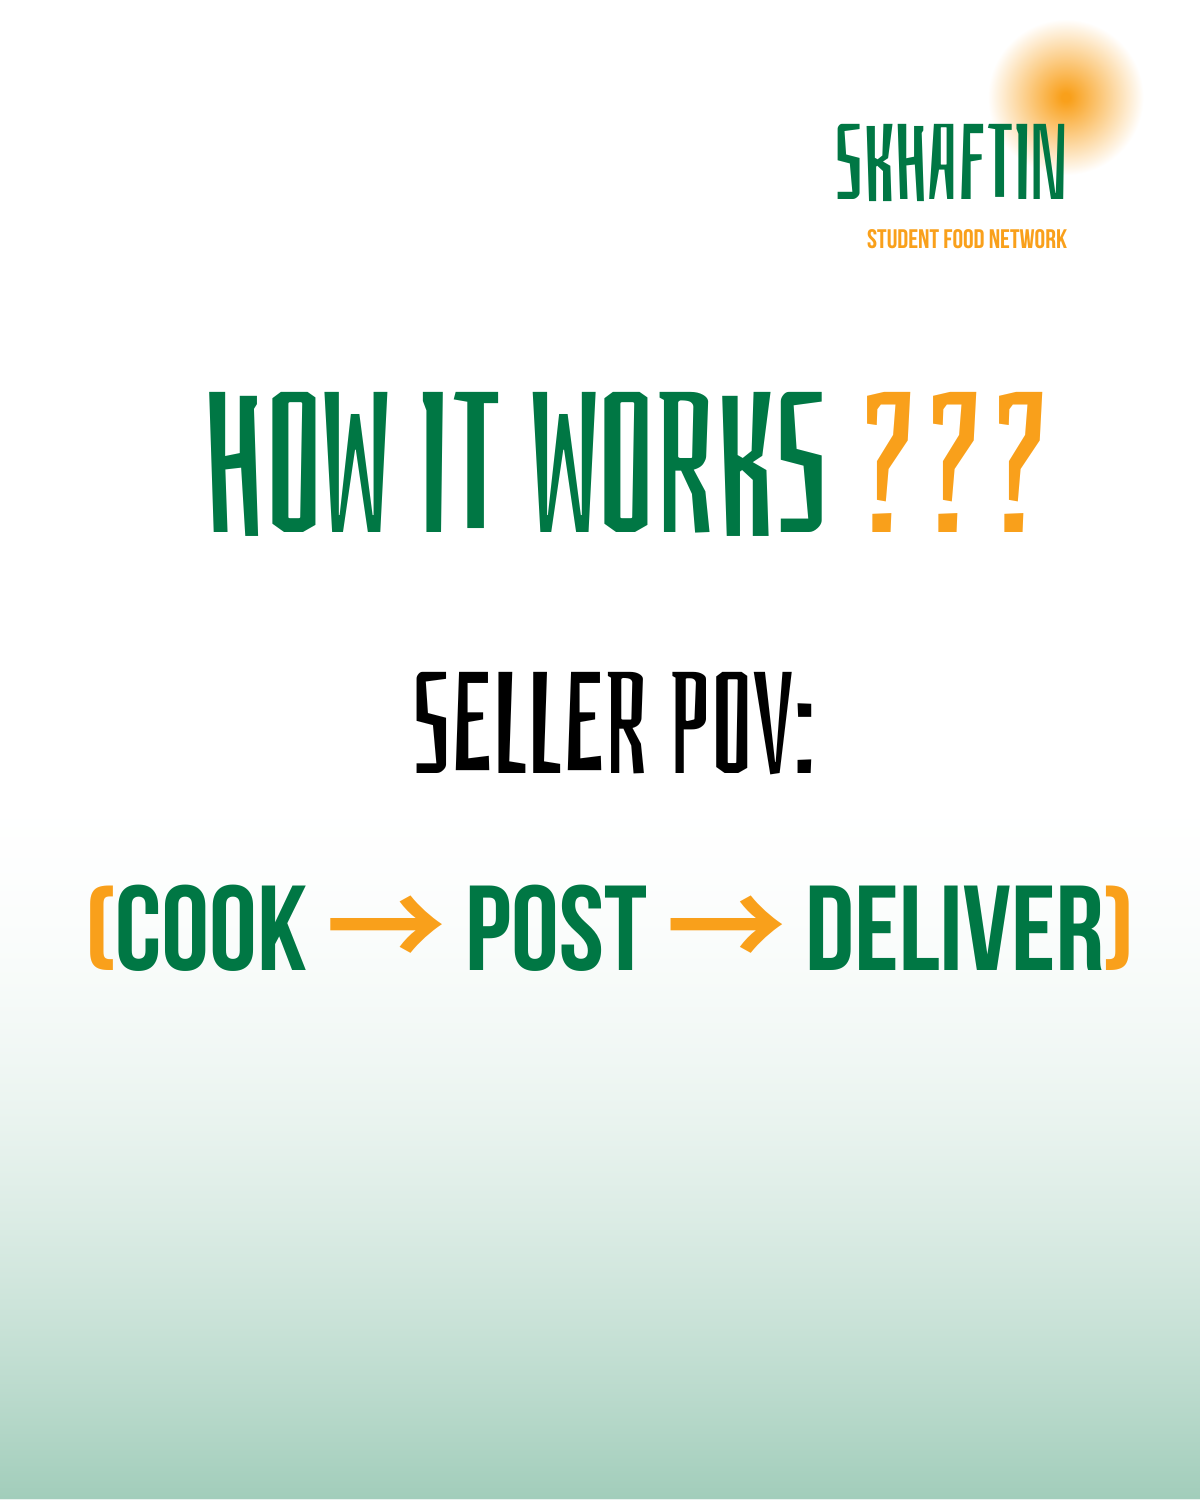 SKHAFTIN
STUDENT FOOD NETWORK
HOW IT WORKS ???
SELLER POV:
(COOK → POST → DELIVER)